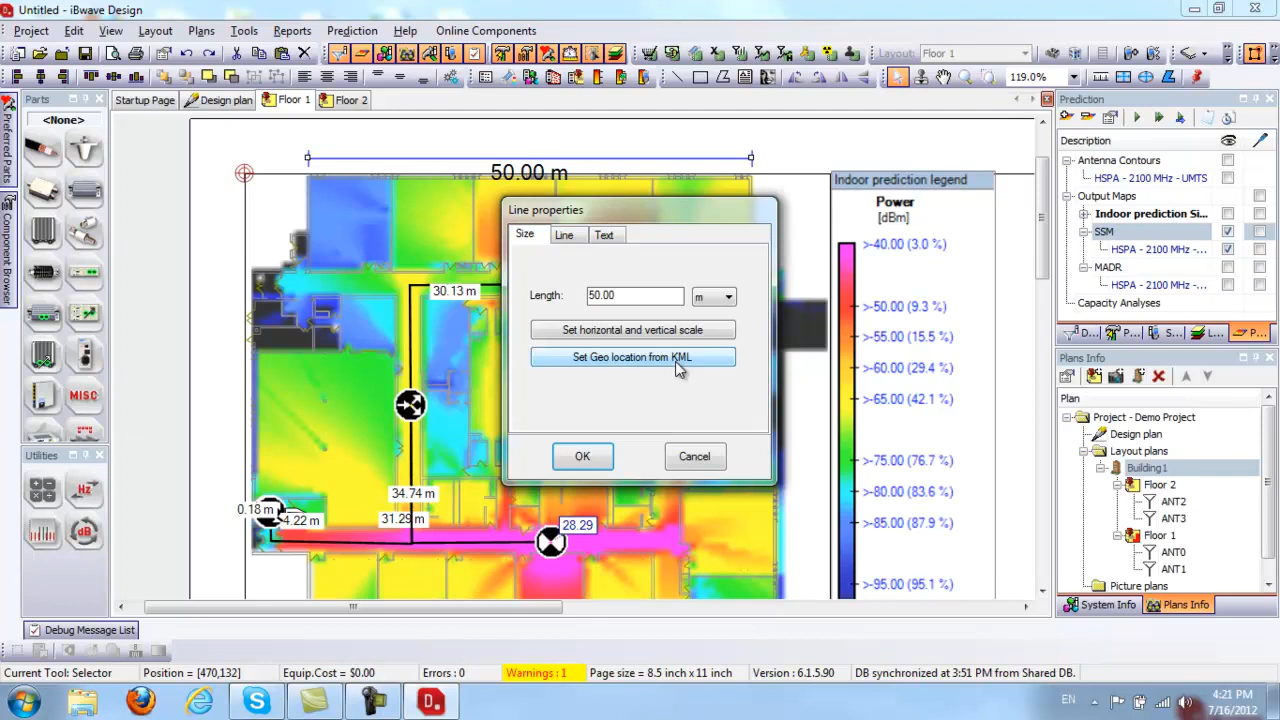 Untitled - iBwave Design
Project Edit View Layout Plans Tools Reports Prediction Help Online Components
Layout: Floor 1
119.0%
Parts
Startup Page Design plan Floor 1 Floor 2
Prediction
<None>
Preferred Parts
Component Browser
MISC
Utilities
Hz
dB
50.00 m
30.13 m
34.74 m
31.29 m
0.18 m
4.22 m
28.29
Line properties
Size Line Text
Length: 50.00 m
Set horizontal and vertical scale
Set Geo location from KML
OK Cancel
Indoor prediction legend
Power
[dBm]
>-40.00 (3.0 %)
>-50.00 (9.3 %)
>-55.00 (15.5 %)
>-60.00 (29.4 %)
>-65.00 (42.1 %)
>-75.00 (76.7 %)
>-80.00 (83.6 %)
>-85.00 (87.9 %)
>-95.00 (95.1 %)
Description
Antenna Contours
HSPA - 2100 MHz - UMTS
Output Maps
Indoor prediction Si...
SSM
HSPA - 2100 MHz -...
MADR
HSPA - 2100 MHz -...
Capacity Analyses
D... P... S... L... P...
Plans Info
Plan
Project - Demo Project
Design plan
Layout plans
Building1
Floor 2
ANT2
ANT3
Floor 1
ANT0
ANT1
Picture plans
System Info Plans Info
Debug Message List
Current Tool: Selector Position = [470,132] Equip.Cost = $0.00 Errors : 0 Warnings : 1 Page size = 8.5 inch x 11 inch Version : 6.1.5.90 DB synchronized at 3:51 PM from Shared DB.
EN
4:21 PM
7/16/2012